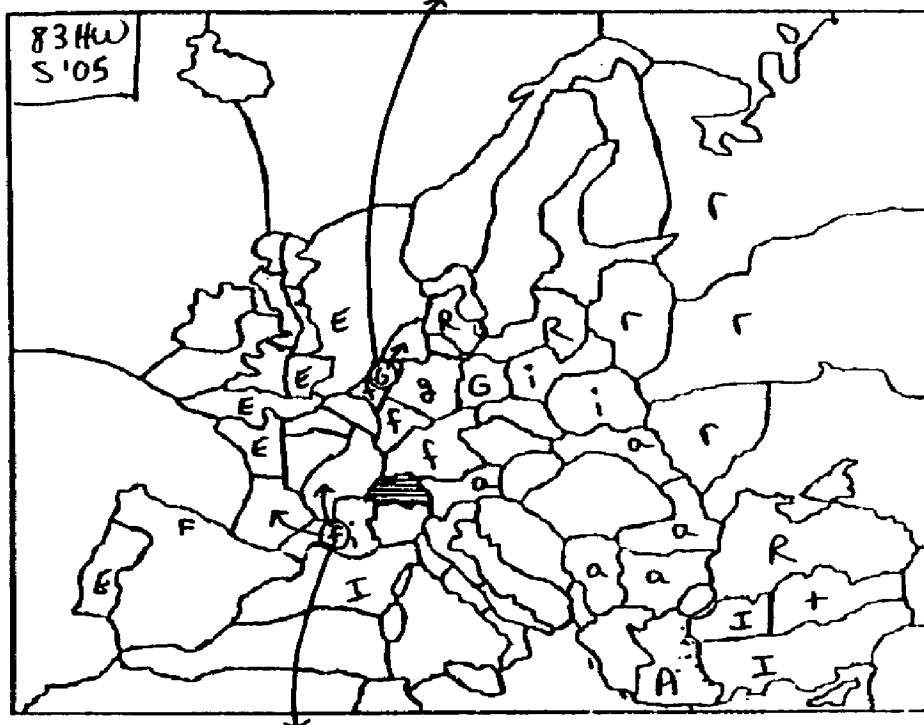 83HW
S'05
r
E
R R r r
E G g G i
E f i
E f a r
a
F F i a R
I a a I +
A I